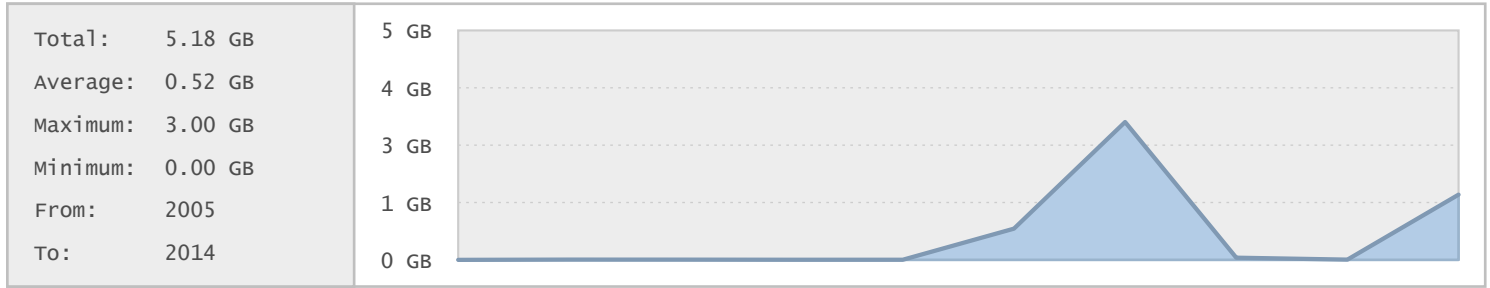 Total: 5.18 GB
Average: 0.52 GB
Maximum: 3.00 GB
Minimum: 0.00 GB
From: 2005
To: 2014
5 GB
4 GB
3 GB
1 GB
0 GB